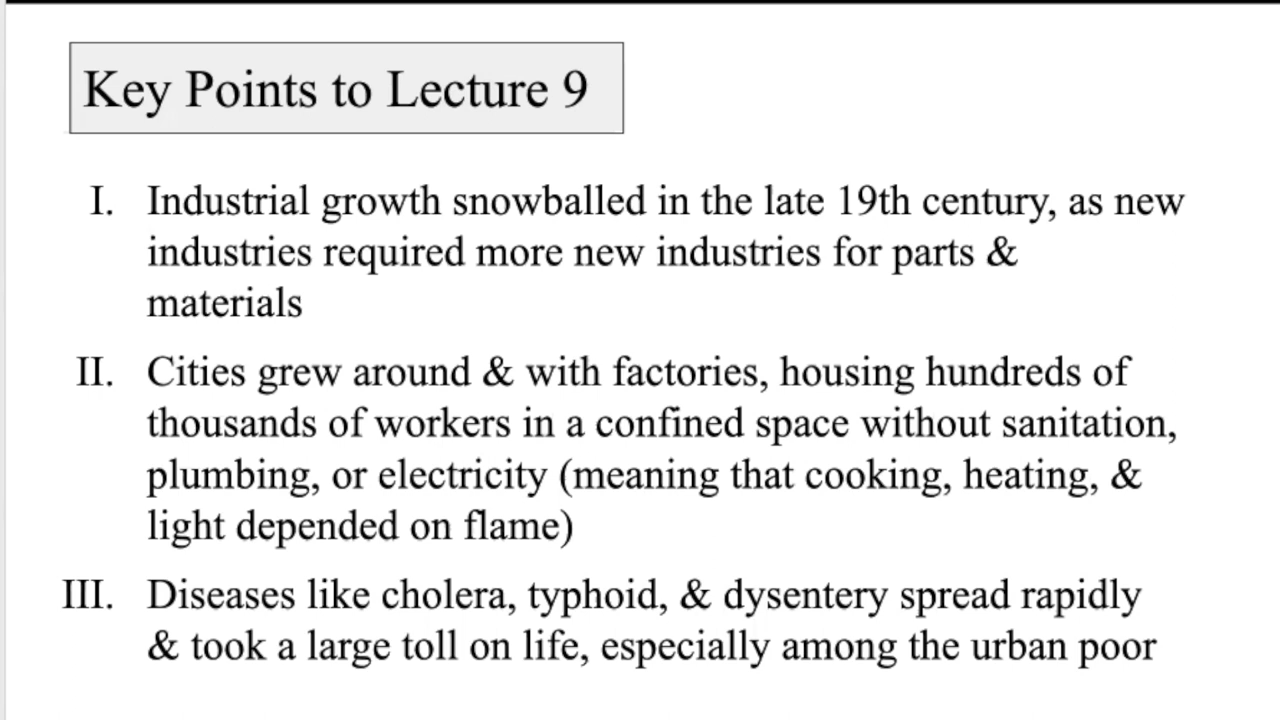 Key Points to Lecture 9
I. Industrial growth snowballed in the late 19th century, as new
industries required more new industries for parts &
materials
II. Cities grew around & with factories, housing hundreds of
thousands of workers in a confined space without sanitation,
plumbing, or electricity (meaning that cooking, heating, &
light depended on flame)
III. Diseases like cholera, typhoid, & dysentery spread rapidly
& took a large toll on life, especially among the urban poor